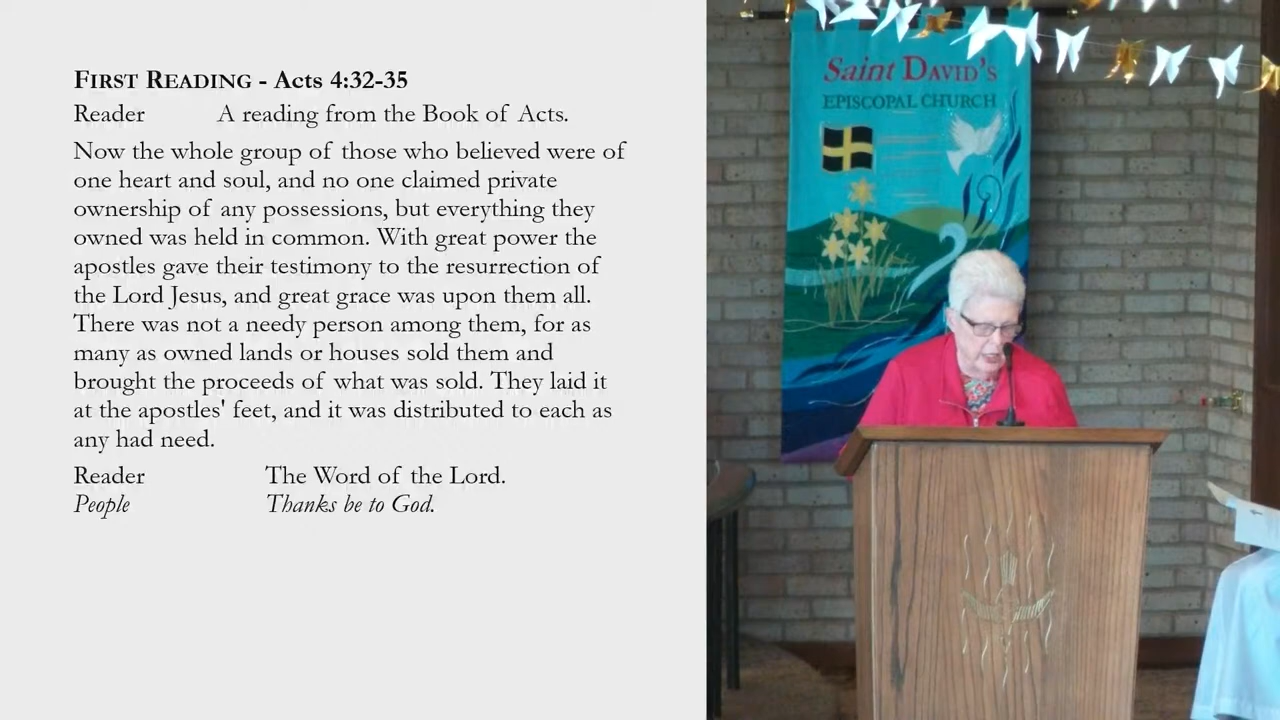 FIRST READING - Acts 4:32-35
Reader A reading from the Book of Acts.
Now the whole group of those who believed were of
one heart and soul, and no one claimed private
ownership of any possessions, but everything they
owned was held in common. With great power the
apostles gave their testimony to the resurrection of
the Lord Jesus, and great grace was upon them all.
There was not a needy person among them, for as
many as owned lands or houses sold them and
brought the proceeds of what was sold. They laid it
at the apostles' feet, and it was distributed to each as
any had need.
Reader The Word of the Lord.
People Thanks be to God.
Saint DAVID'S
EPISCOPAL CHURCH